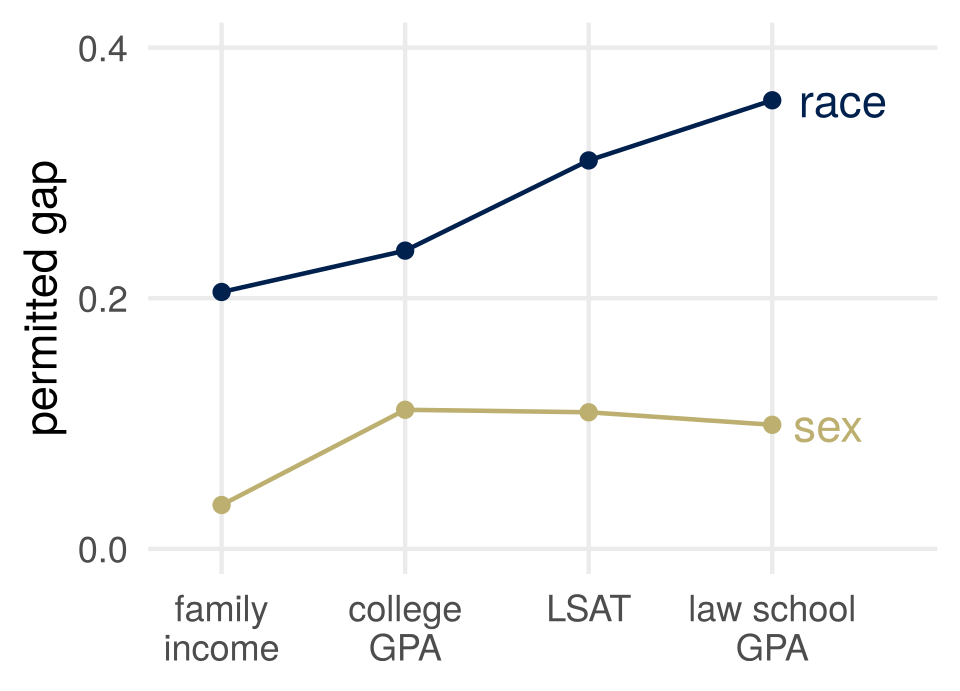 0.4
race
permitted gap
0.2
sex
0.0
family college LSAT law school
income GPA GPA